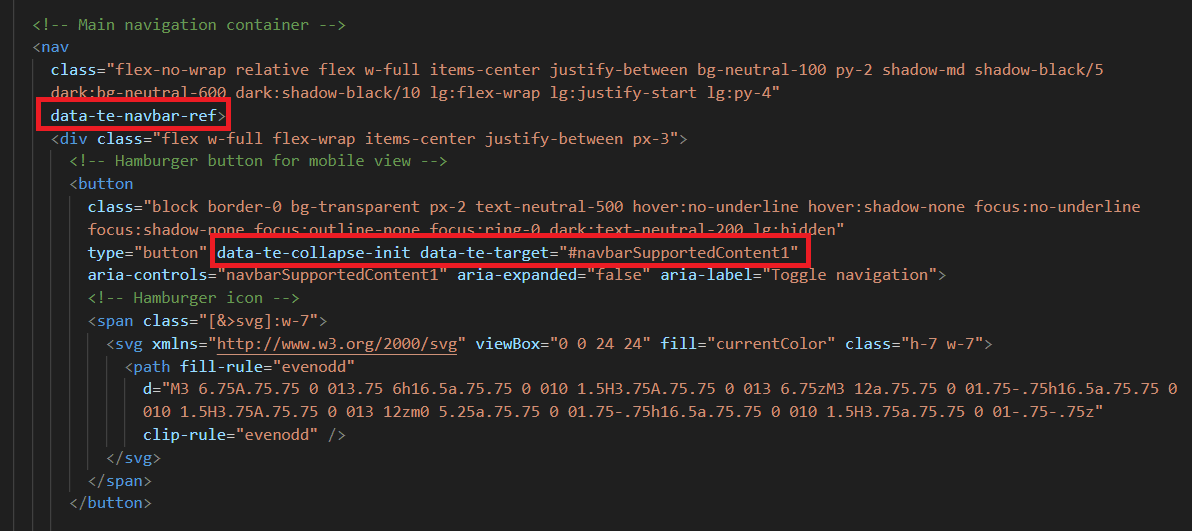 <!-- Main navigation container -->
<nav
class="flex-no-wrap relative flex w-full items-center justify-between bg-neutral-100 py-2 shadow-md shadow-black/5
dark:bg-neutral-600 dark:shadow-black/10 lg:flex-wrap lg:justify-start lg:py-4"
data-te-navbar-ref>
<div class="flex w-full flex-wrap items-center justify-between px-3">
<!-- Hamburger button for mobile view -->
<button
class="block border-0 bg-transparent px-2 text-neutral-500 hover:no-underline hover:shadow-none focus:no-underline
focus:shadow-none focus:outline-none focus:ring-0 dark:text-neutral-200 lg:hidden"
type="button" data-te-collapse-init data-te-target="#navbarSupportedContent1"
aria-controls="navbarSupportedContent1" aria-expanded="false" aria-label="Toggle navigation">
<!-- Hamburger icon -->
<span class="[&>svg]:w-7">
<svg xmlns="http://www.w3.org/2000/svg" viewBox="0 0 24 24" fill="currentColor" class="h-7 w-7">
<path fill-rule="evenodd"
d="M3 6.75A.75.75 0 013.75 6h16.5a.75.75 0 010 1.5H3.75A.75.75 0 013 6.75zM3 12a.75.75 0 01.75-.75h16.5a.75.75 0
010 1.5H3.75A.75.75 0 013 12zm0 5.25a.75.75 0 01.75-.75h16.5a.75.75 0 010 1.5H3.75a.75.75 0 01-.75-.75z"
clip-rule="evenodd" />
</svg>
</span>
</button>